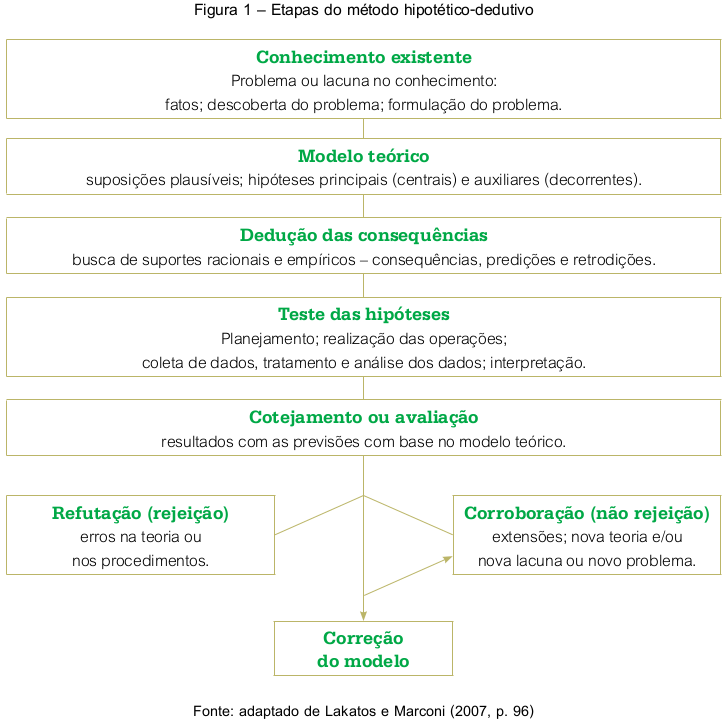 Figura 1 – Etapas do método hipotético-dedutivo
Conhecimento existente
Problema ou lacuna no conhecimento:
fatos; descoberta do problema; formulação do problema.
Modelo teórico
suposições plausíveis; hipóteses principais (centrais) e auxiliares (decorrentes).
Dedução das consequências
busca de suportes racionais e empíricos – consequências, predições e retrodições.
Teste das hipóteses
Planejamento; realização das operações;
coleta de dados, tratamento e análise dos dados; interpretação.
Cotejamento ou avaliação
resultados com as previsões com base no modelo teórico.
Refutação (rejeição)
erros na teoria ou
nos procedimentos.
Corroboração (não rejeição)
extensões; nova teoria e/ou
nova lacuna ou novo problema.
Correção
do modelo
Fonte: adaptado de Lakatos e Marconi (2007, p. 96)